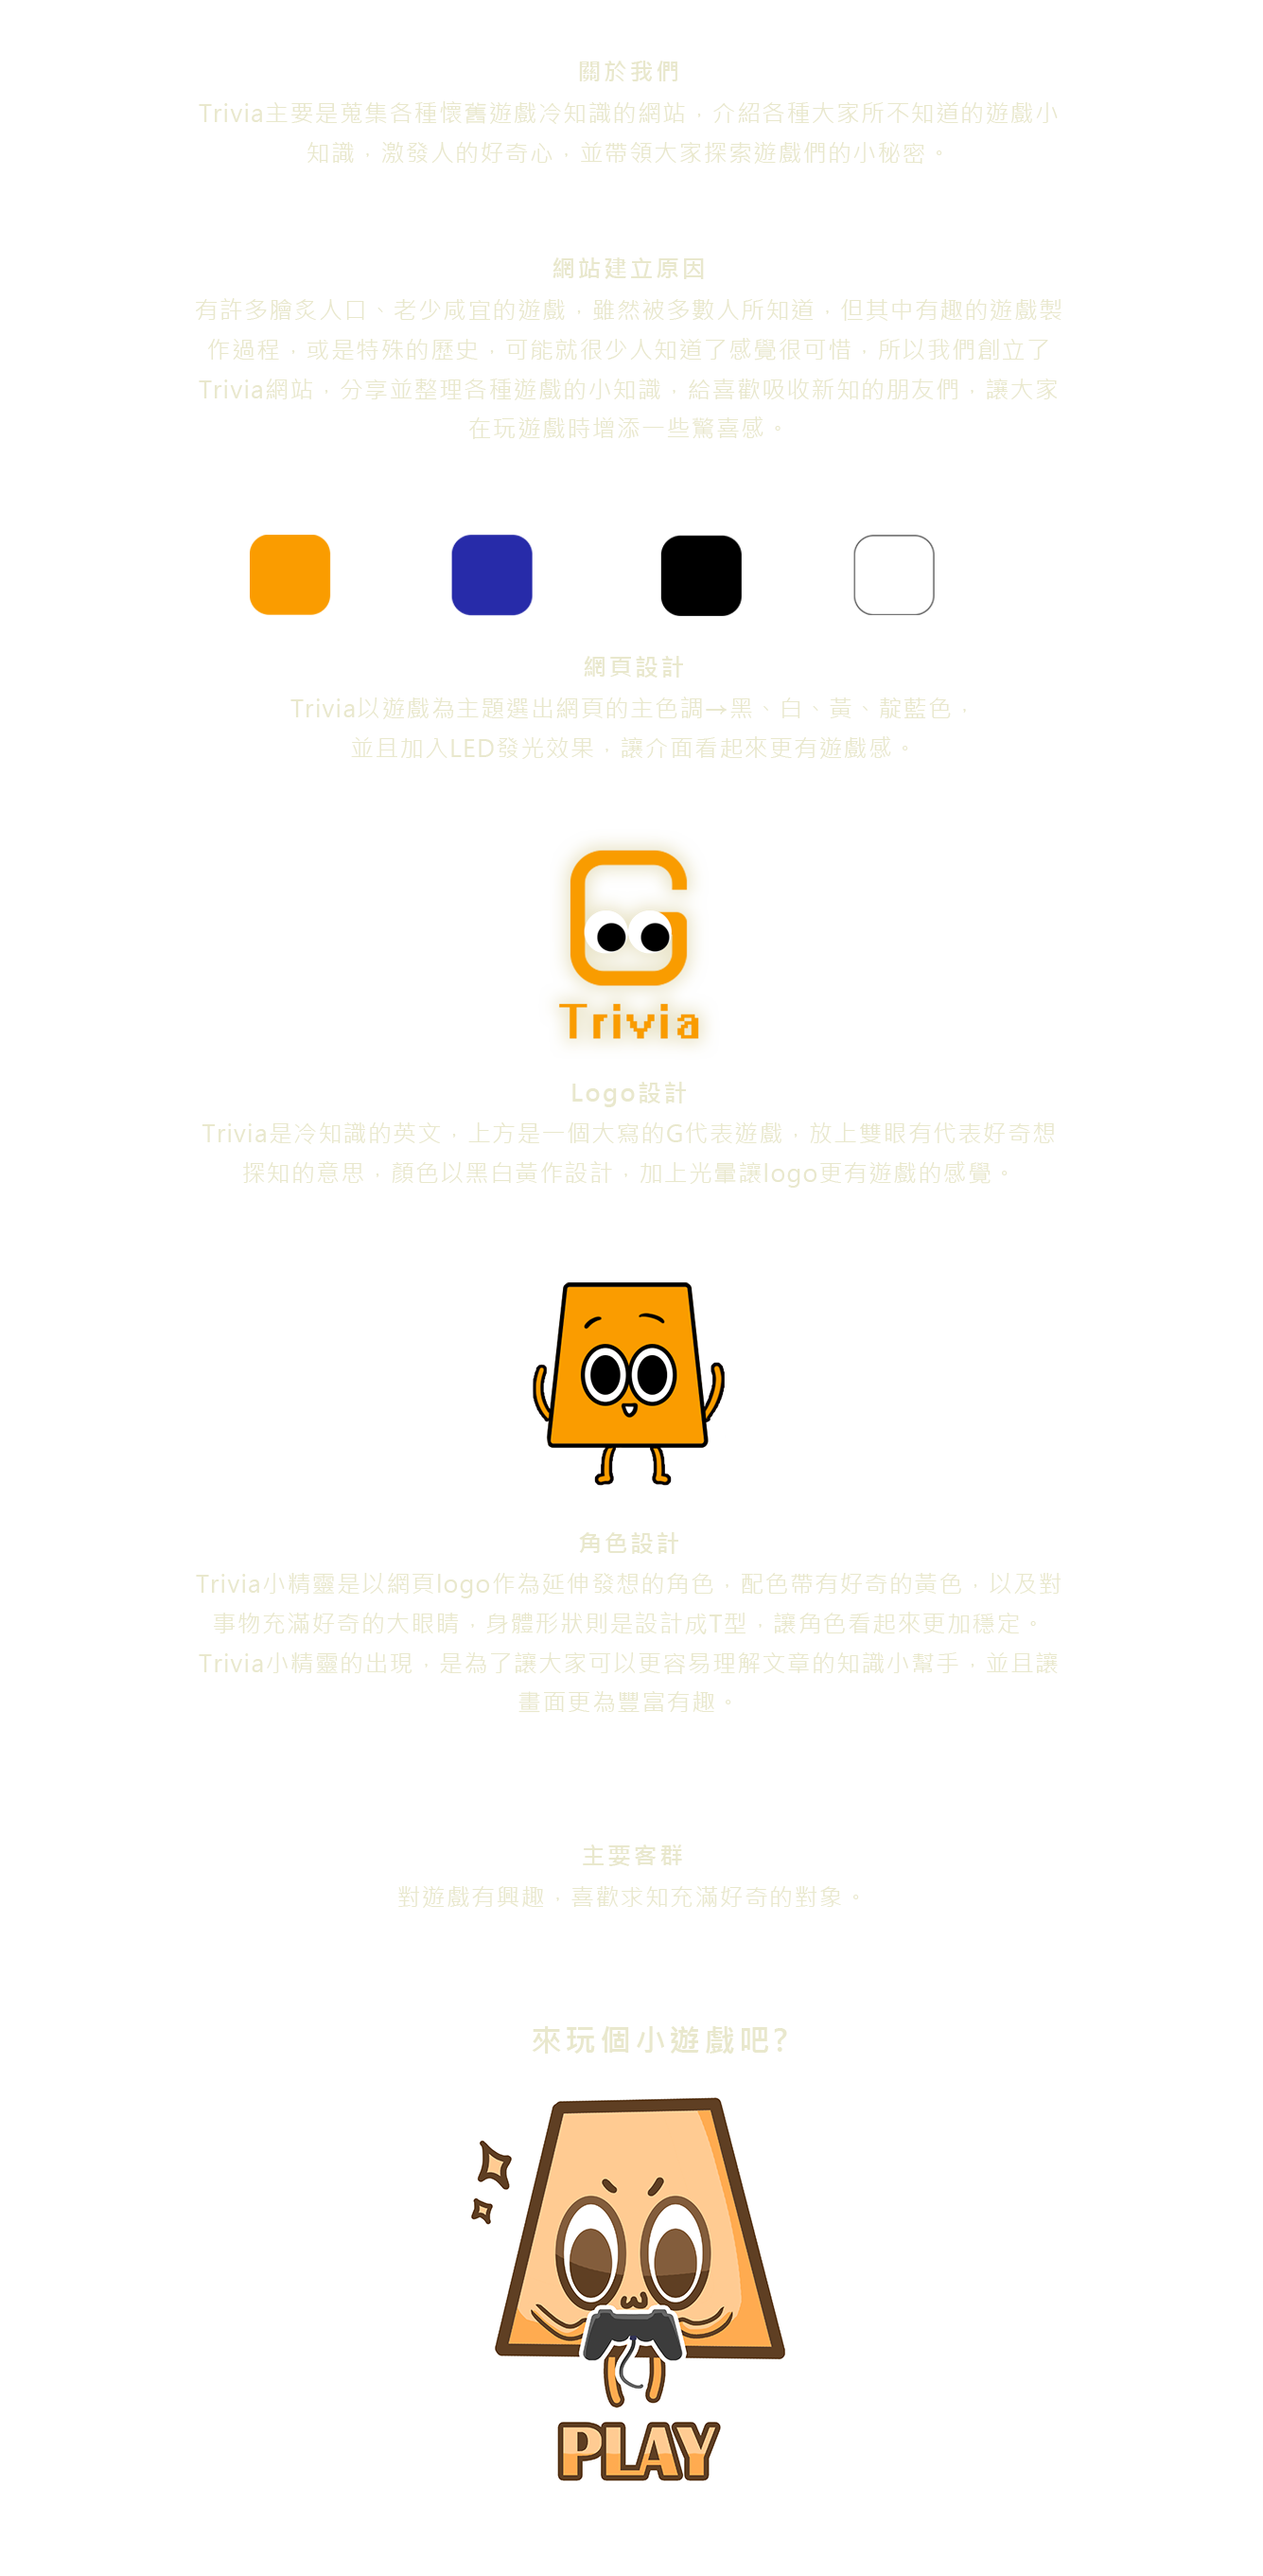 關於我們
Trivia主要是蒐集各種懷舊遊戲冷知識的網站，介紹各種大家所不知道的遊戲小
知識，激發人的好奇心，並帶領大家探索遊戲們的小秘密。
網站建立原因
有許多膾炙人口、老少咸宜的遊戲，雖然被多數人所知道，但其中有趣的遊戲製
作過程，或是特殊的歷史，可能就很少人知道了感覺很可惜，所以我們創立了
Trivia網站，分享並整理各種遊戲的小知識，給喜歡吸收新知的朋友們，讓大家
在玩遊戲時增添一些驚喜感。
網頁設計
Trivia以遊戲為主題選出網頁的主色調→黑、白、黃、靛藍色，
並且加入LED發光效果，讓介面看起來更有遊戲感。
Trivia
Logo設計
Trivia是冷知識的英文，上方是一個大寫的G代表遊戲，放上雙眼有代表好奇想
探知的意思，顏色以黑白黃作設計，加上光暈讓logo更有遊戲的感覺。
角色設計
Trivia小精靈是以網頁logo作為延伸發想的角色，配色帶有好奇的黃色，以及對
事物充滿好奇的大眼睛，身體形狀則是設計成T型，讓角色看起來更加穩定。
Trivia小精靈的出現，是為了讓大家可以更容易理解文章的知識小幫手，並且讓
畫面更為豐富有趣。
主要客群
對遊戲有興趣，喜歡求知充滿好奇的對象。
來玩個小遊戲吧?
PLAY